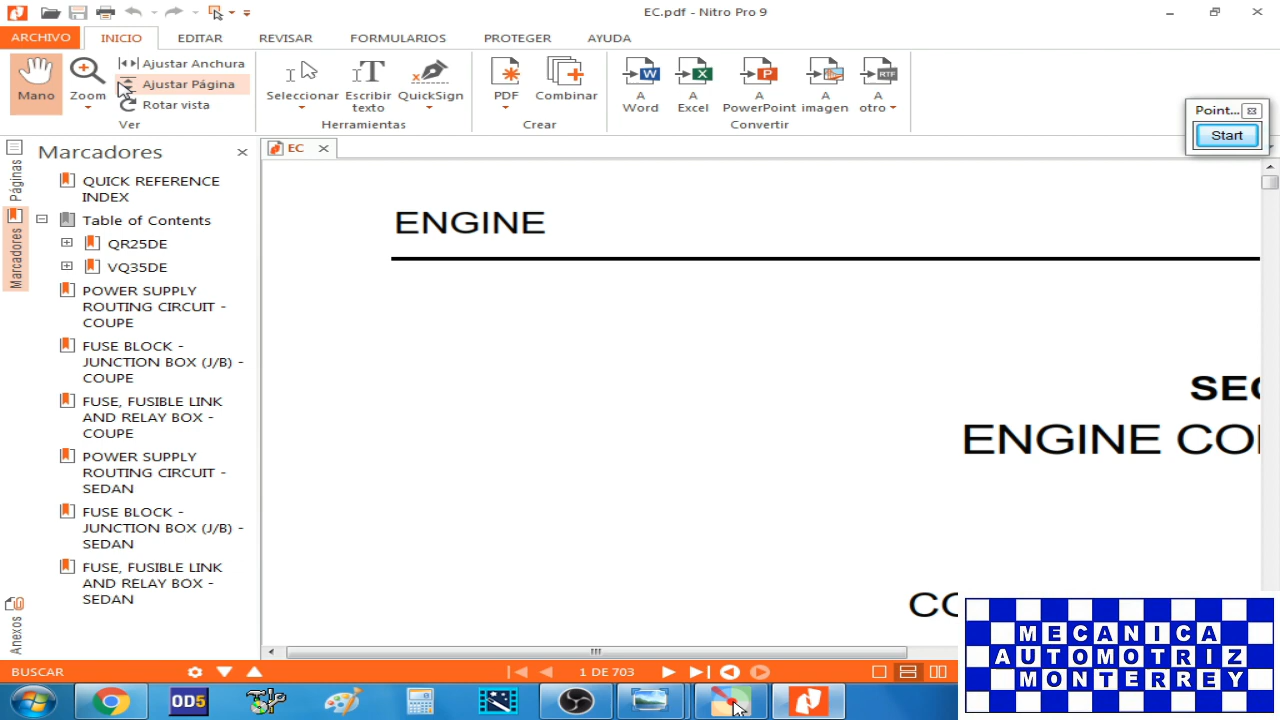 EC.pdf - Nitro Pro 9
ARCHIVO
INICIO
EDITAR
REVISAR
FORMULARIOS
PROTEGER
AYUDA
Mano
Zoom
Ajustar Anchura
Ajustar Página
Rotar vista
Ver
Seleccionar
Escribir
texto
QuickSign
Herramientas
PDF
Combinar
Crear
A
Word
A
Excel
A
PowerPoint
A
imagen
A
otro
Convertir
Point...
Start
Páginas
Marcadores
Anexos
Marcadores
QUICK REFERENCE
INDEX
Table of Contents
QR25DE
VQ35DE
POWER SUPPLY
ROUTING CIRCUIT -
COUPE
FUSE BLOCK -
JUNCTION BOX (J/B) -
COUPE
FUSE, FUSIBLE LINK
AND RELAY BOX -
COUPE
POWER SUPPLY
ROUTING CIRCUIT -
SEDAN
FUSE BLOCK -
JUNCTION BOX (J/B) -
SEDAN
FUSE, FUSIBLE LINK
AND RELAY BOX -
SEDAN
EC
ENGINE
SEC
ENGINE CO
CO
BUSCAR
1 DE 703
OD5
MECANICA
AUTOMOTRIZ
MONTERREY